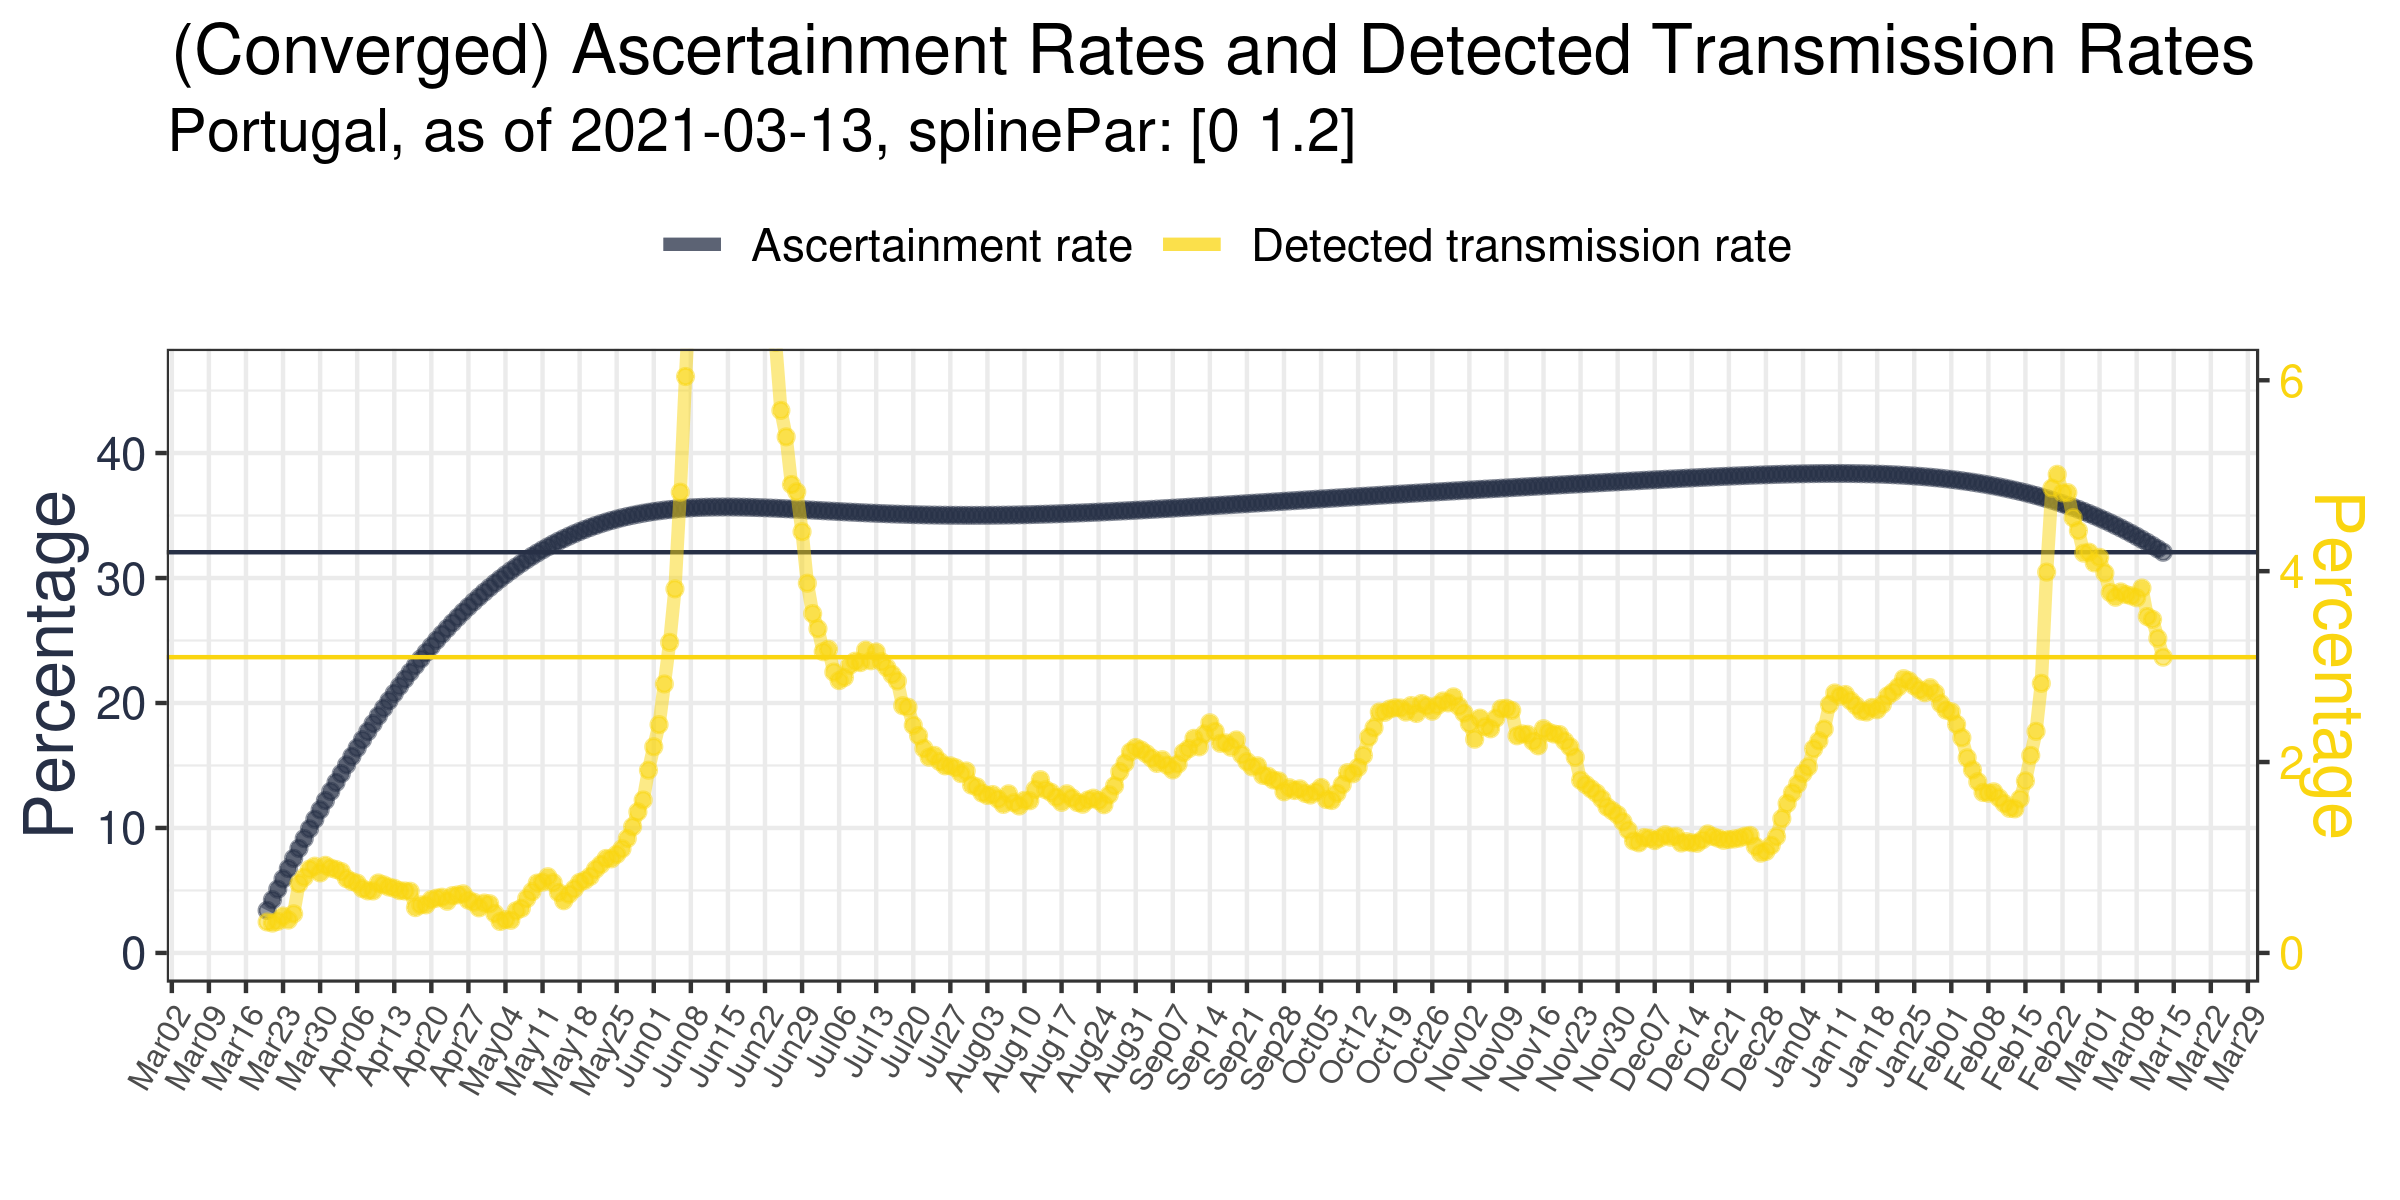 (Converged) Ascertainment Rates and Detected Transmission Rates
Portugal, as of 2021-03-13, splinePar: [0 1.2]
Ascertainment rate
Detected transmission rate
Percentage
40
30
20
10
0
6
4
2
0
Percentage
Mar02
Mar09
Mar16
Mar23
Mar30
Apr06
Apr13
Apr20
Apr27
May04
May11
May18
May25
Jun01
Jun08
Jun15
Jun22
Jun29
Jul06
Jul13
Jul20
Jul27
Aug03
Aug10
Aug17
Aug24
Aug31
Sep07
Sep14
Sep21
Sep28
Oct05
Oct12
Oct19
Oct26
Nov02
Nov09
Nov16
Nov23
Nov30
Dec07
Dec14
Dec21
Dec28
Jan04
Jan11
Jan18
Jan25
Feb01
Feb08
Feb15
Feb22
Mar01
Mar08
Mar15
Mar22
Mar29